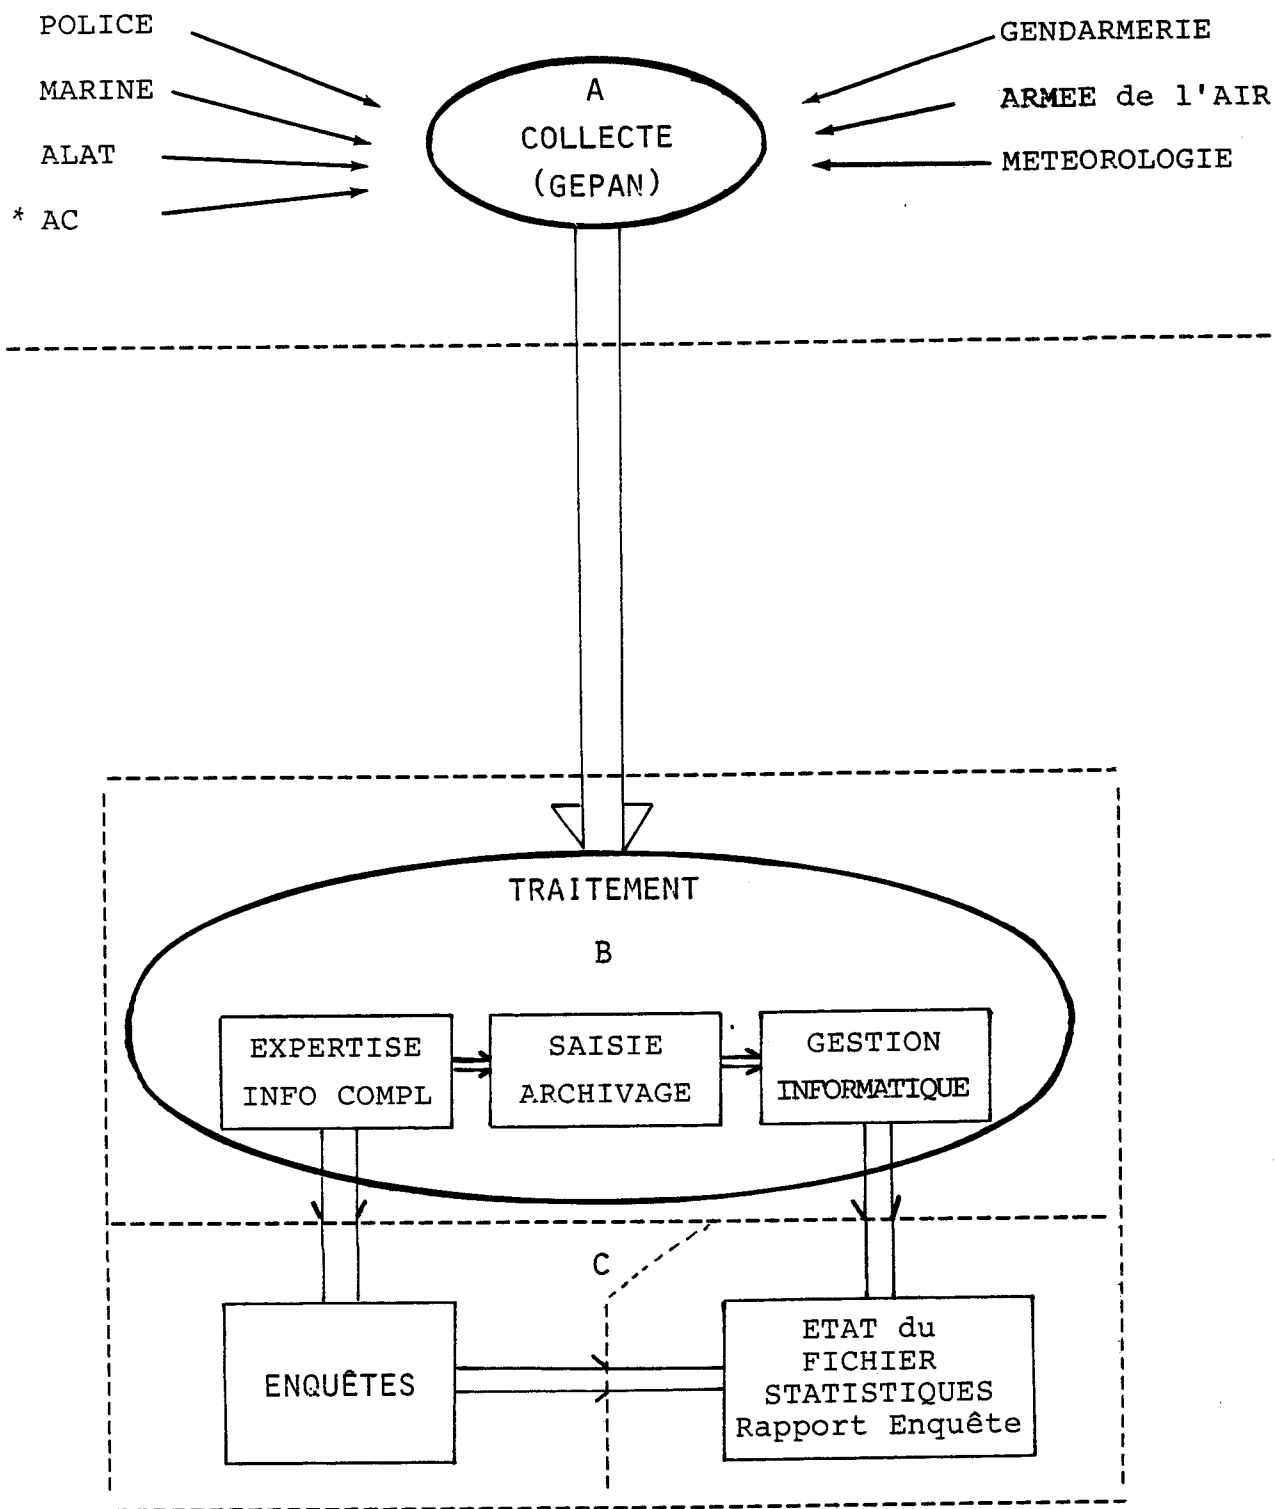 POLICE
MARINE
ALAT
* AC
GENDARMERIE
ARMEE de l'AIR
METEOROLOGIE
A
COLLECTE
(GEPAN)
TRAITEMENT
B
EXPERTISE
INFO COMPL
SAISIE
ARCHIVAGE
GESTION
INFORMATIQUE
C
ENQUÊTES
ETAT du
FICHIER
STATISTIQUES
Rapport Enquête